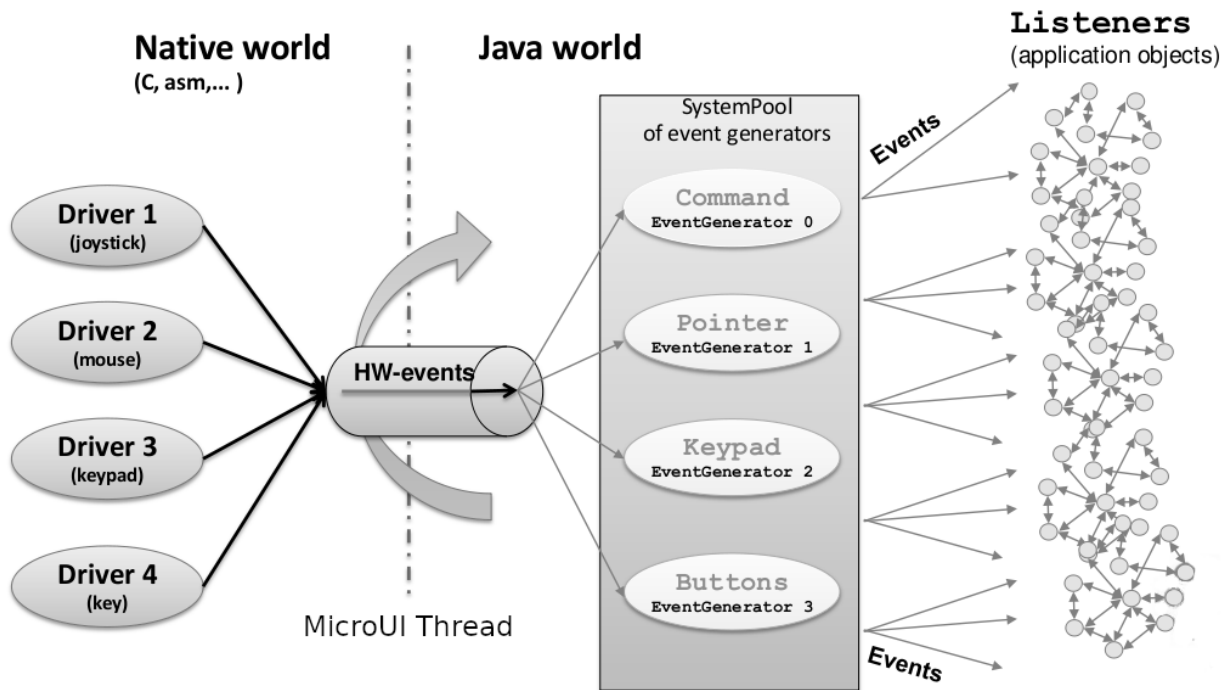 Native world
(C, asm,... )
Java world
Listeners
(application objects)
SystemPool
of event generators
Events
Driver 1
(joystick)
Driver 2
(mouse)
Driver 3
(keypad)
Driver 4
(key)
HW-events
MicroUI Thread
Command
EventGenerator 0
Pointer
EventGenerator 1
Keypad
EventGenerator 2
Buttons
EventGenerator 3
Events